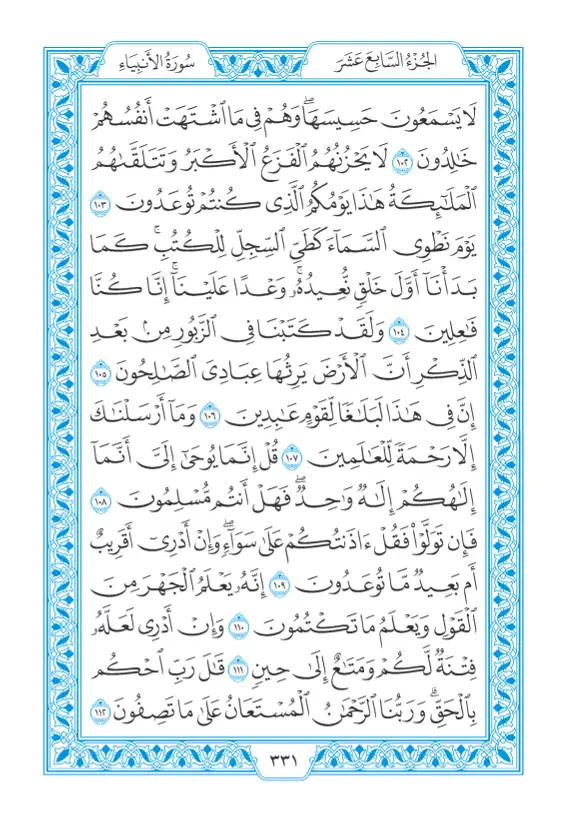 الجُزْءُ السَّابِعَ عَشَرَ
سُورَةُ الأَنْبِيَاءِ
لَا يَسْمَعُونَ حَسِيسَهَاۖ وَهُمْ فِي مَا ٱشْتَهَتْ أَنفُسُهُمْ
خَٰلِدُونَ ١٠٢ لَا يَحْزُنُهُمُ ٱلْفَزَعُ ٱلْأَكْبَرُ وَتَتَلَقَّىٰهُمُ
ٱلْمَلَٰٓئِكَةُ هَٰذَا يَوْمُكُمُ ٱلَّذِى كُنتُمْ تُوعَدُونَ ١٠٣
يَوْمَ نَطْوِى ٱلسَّمَآءَ كَطَىِّ ٱلسِّجِلِّ لِلْكُتُبِۚ كَمَا
بَدَأْنَآ أَوَّلَ خَلْقٍ نُّعِيدُهُۥۚ وَعْدًا عَلَيْنَآۚ إِنَّا كُنَّا
فَٰعِلِينَ ١٠٤ وَلَقَدْ كَتَبْنَا فِى ٱلزَّبُورِ مِنۢ بَعْدِ
ٱلذِّكْرِ أَنَّ ٱلْأَرْضَ يَرِثُهَا عِبَادِىَ ٱلصَّٰلِحُونَ ١٠٥
إِنَّ فِى هَٰذَا لَبَلَٰغًا لِّقَوْمٍ عَٰبِدِينَ ١٠٦ وَمَآ أَرْسَلْنَٰكَ
إِلَّا رَحْمَةً لِّلْعَٰلَمِينَ ١٠٧ قُلْ إِنَّمَا يُوحَىٰٓ إِلَىَّ أَنَّمَآ
إِلَٰهُكُمْ إِلَٰهٌ وَٰحِدٌۖ فَهَلْ أَنتُم مُّسْلِمُونَ ١٠٨
فَإِن تَوَلَّوْا۟ فَقُلْ ءَاذَنتُكُمْ عَلَىٰ سَوَآءٍۖ وَإِنْ أَدْرِىٓ أَقَرِيبٌ
أَم بَعِيدٌ مَّا تُوعَدُونَ ١٠٩ إِنَّهُۥ يَعْلَمُ ٱلْجَهْرَ مِنَ
ٱلْقَوْلِ وَيَعْلَمُ مَا تَكْتُمُونَ ١١٠ وَإِنْ أَدْرِى لَعَلَّهُۥ
فِتْنَةٌ لَّكُمْ وَمَتَٰعٌ إِلَىٰ حِينٍ ١١١ قَٰلَ رَبِّ ٱحْكُم
بِٱلْحَقِّۗ وَرَبُّنَا ٱلرَّحْمَٰنُ ٱلْمُسْتَعَانُ عَلَىٰ مَا تَصِفُونَ ١١٢
٣٣١